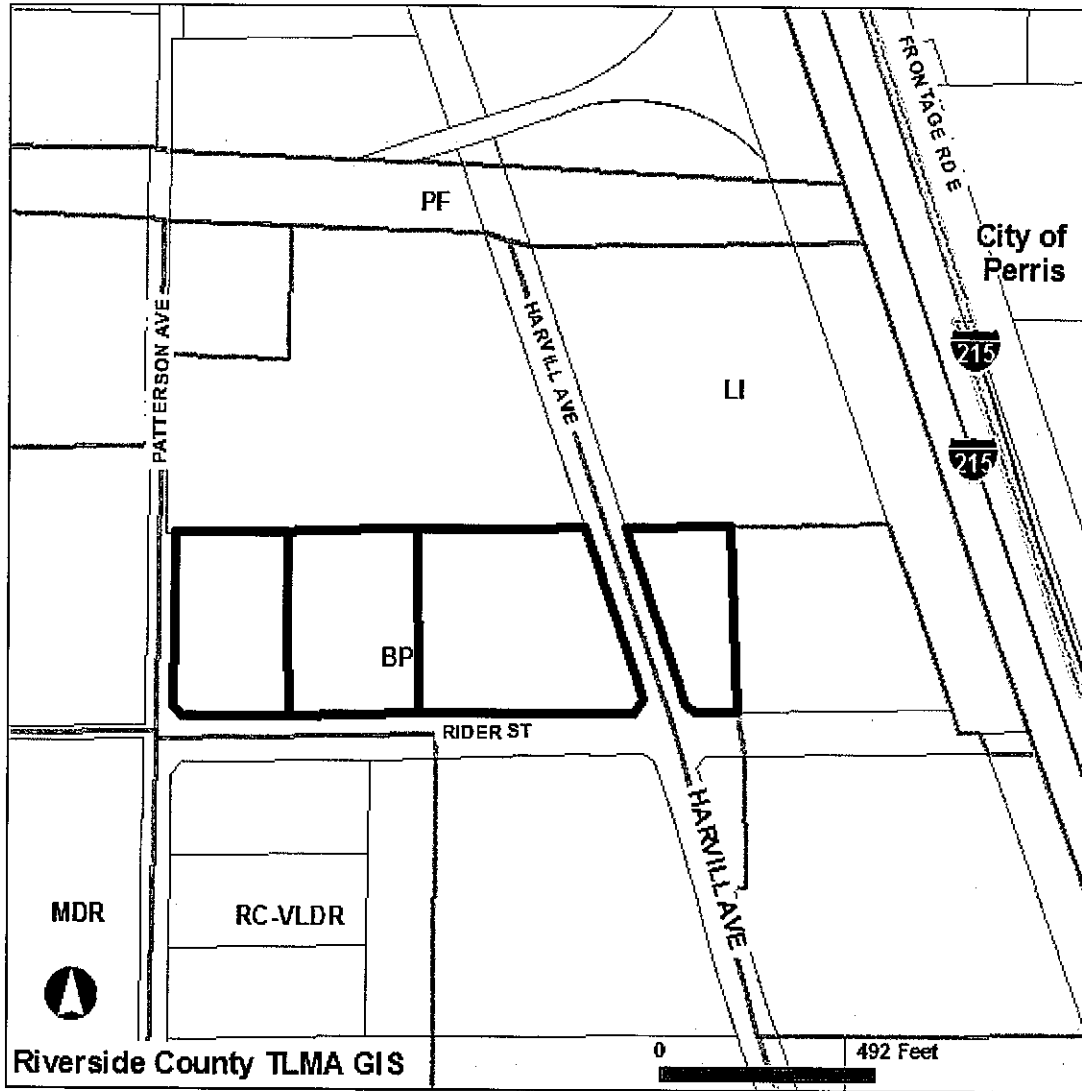 FRONTAGE RD E
PF
City of
Perris
PATTERSON AVE
HARVILL AVE
215
LI
215
BP
RIDER ST
HARVILL AVE
MDR
RC-VLDR
Riverside County TLMA GIS
0 492 Feet